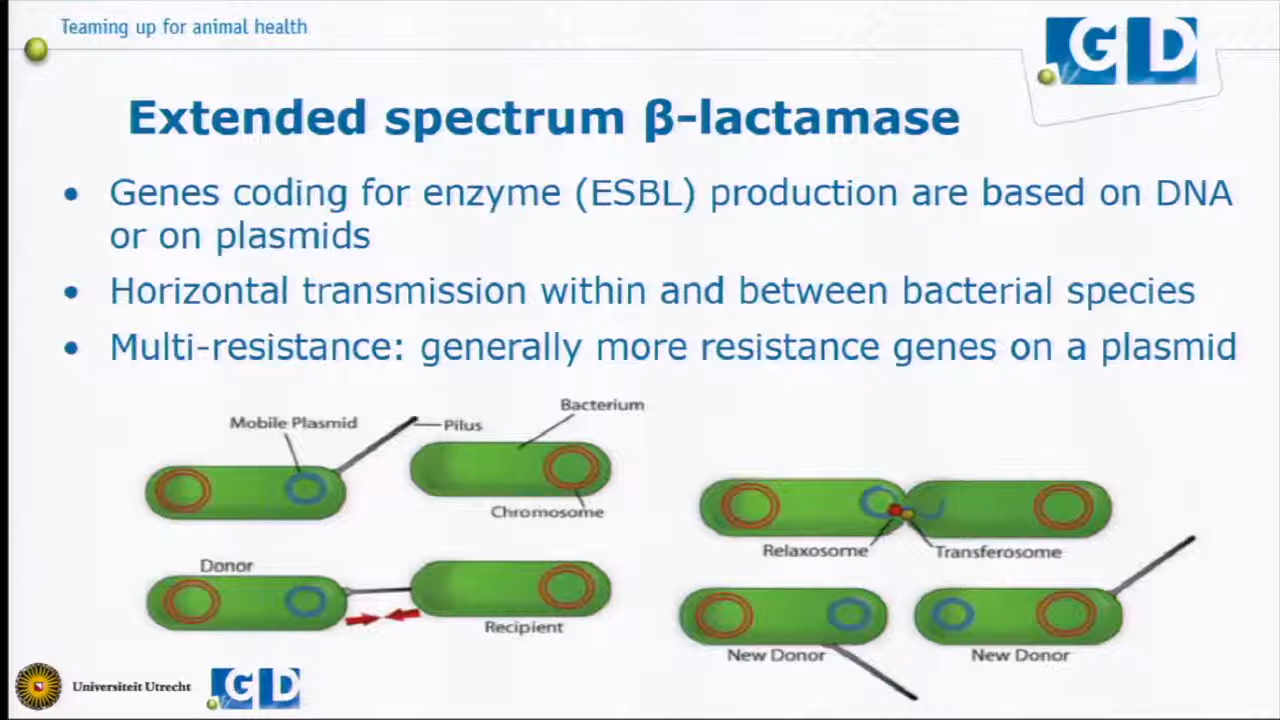 Teaming up for animal health
GD
Extended spectrum β-lactamase
• Genes coding for enzyme (ESBL) production are based on DNA
or on plasmids
• Horizontal transmission within and between bacterial species
• Multi-resistance: generally more resistance genes on a plasmid
Mobile Plasmid
Pilus
Bacterium
Chromosome
Donor
Recipient
Relaxosome
Transferosome
New Donor
New Donor
Universiteit Utrecht
GD